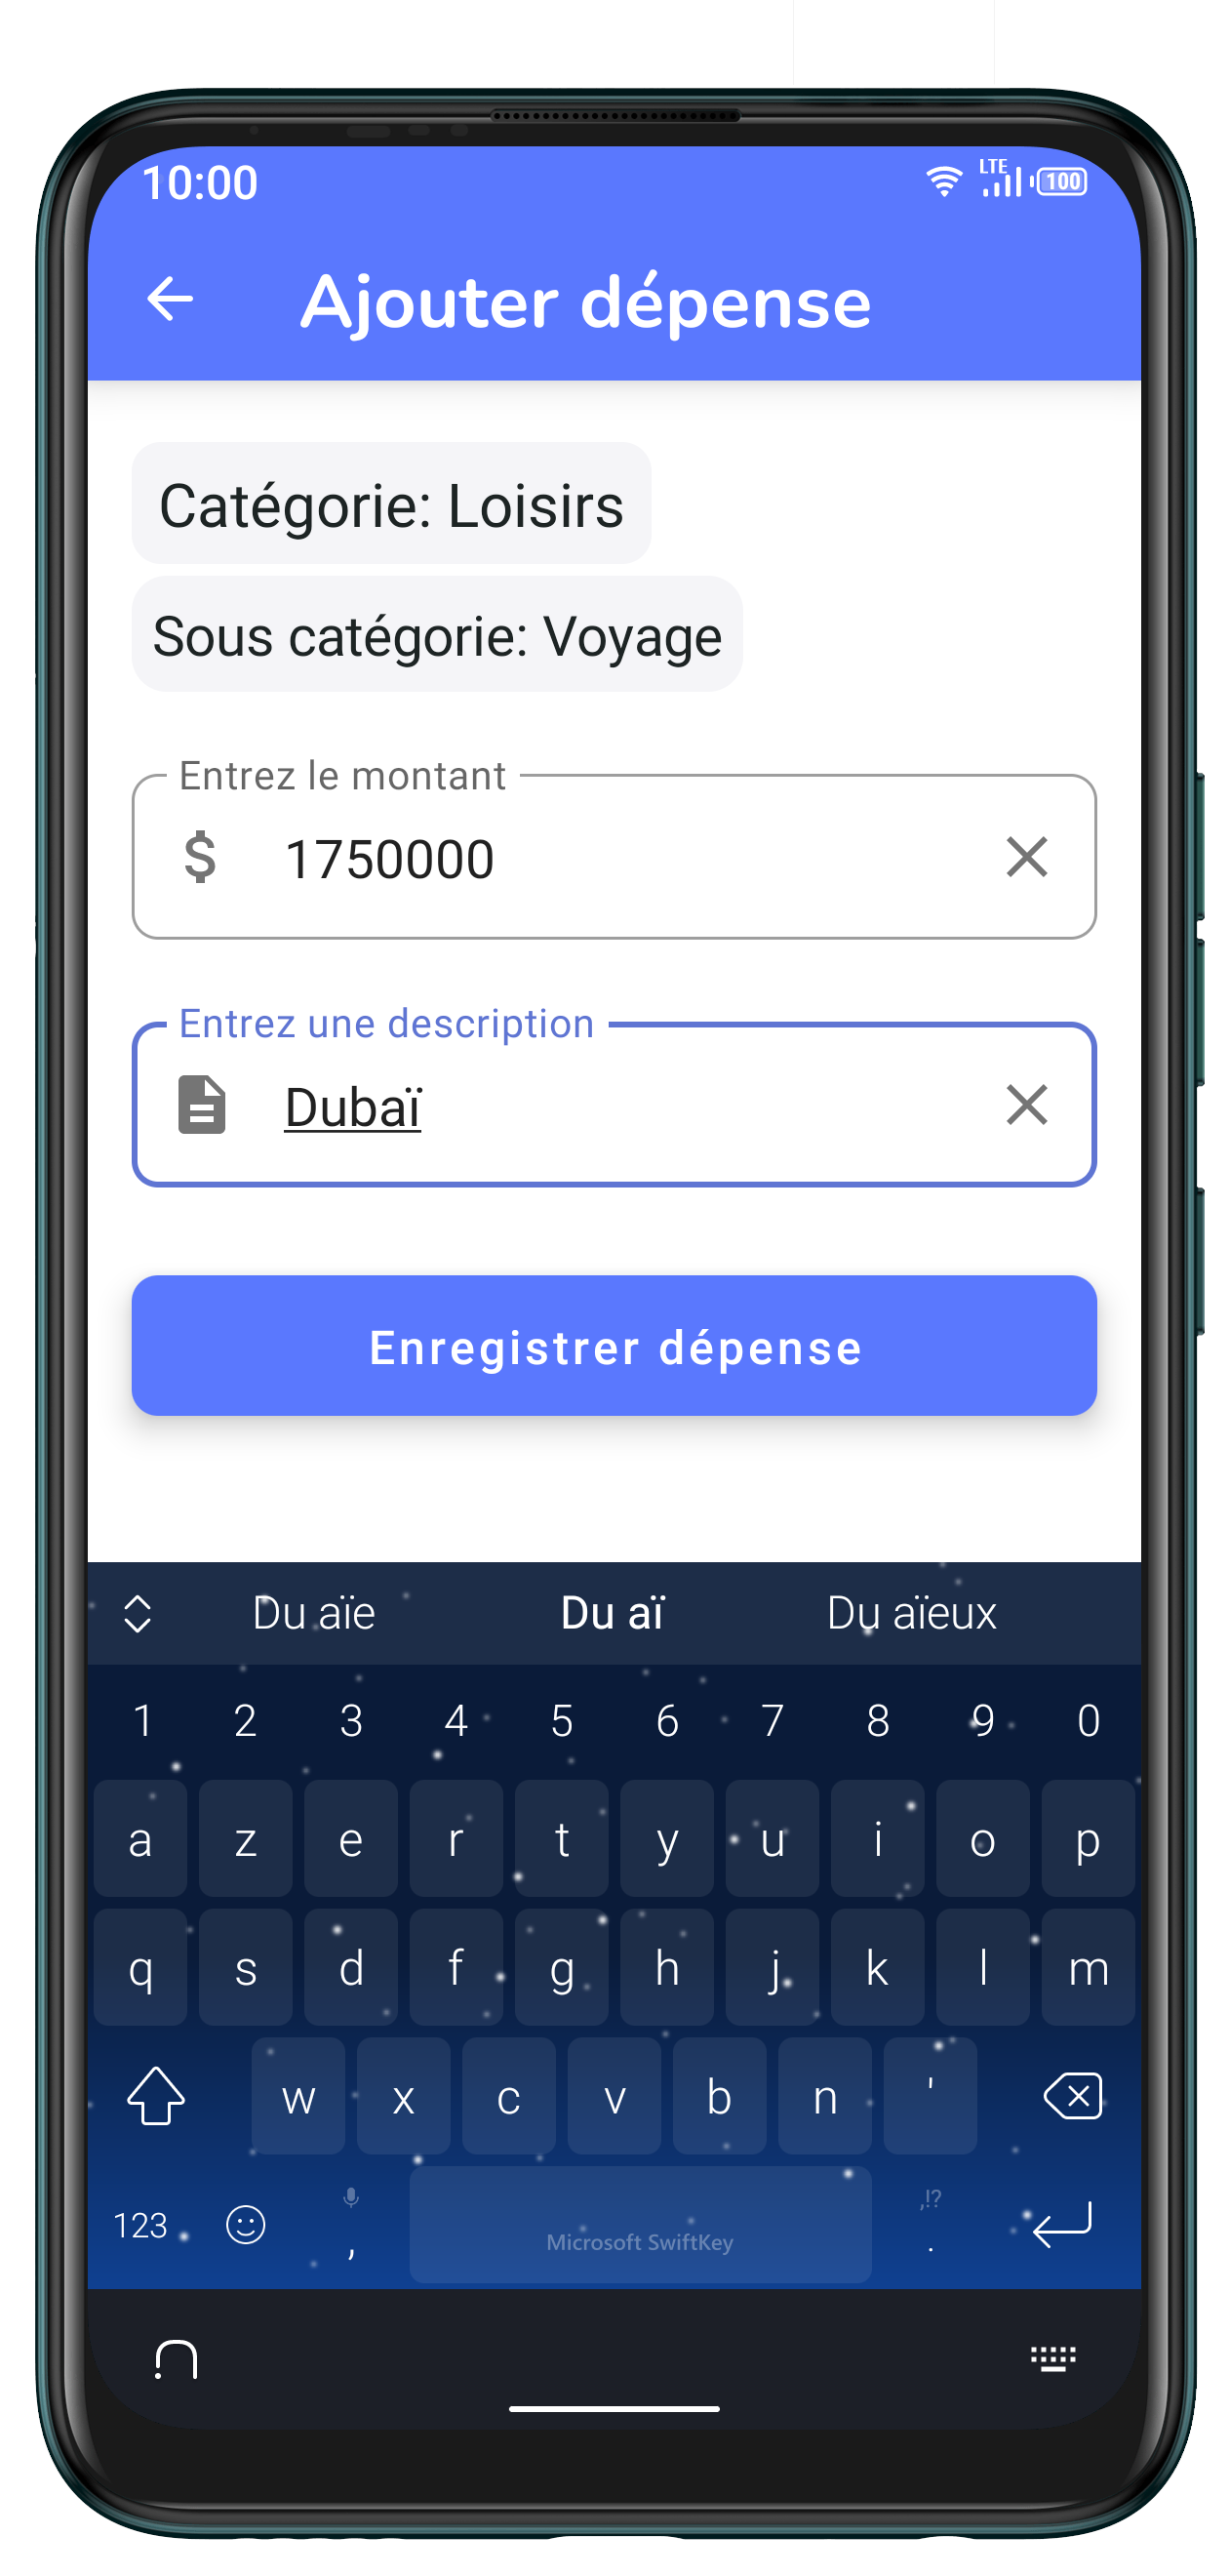 10:00 LTE 100
Ajouter dépense
Catégorie: Loisirs
Sous catégorie: Voyage
Entrez le montant
$ 1750000
Entrez une description
Dubaï
Enregistrer dépense
Du aïe Du aï Du aïeux
1 2 3 4 5 6 7 8 9 0
a z e r t y u i o p
q s d f g h j k l m
w x c v b n '
,!?
123 , Microsoft SwiftKey .